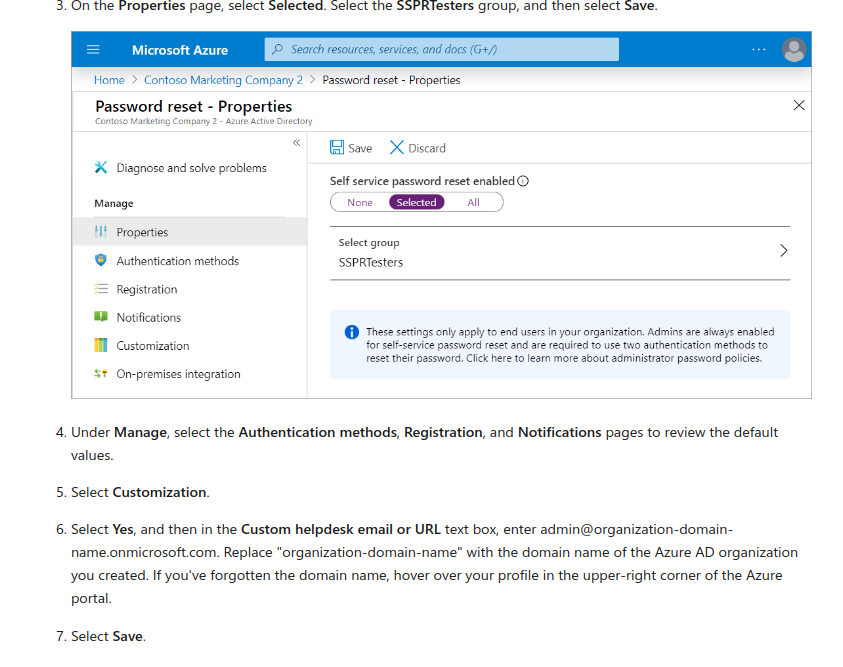 3. On the Properties page, select Selected. Select the SSPRTesters group, and then select Save.
Microsoft Azure
Search resources, services, and docs (G+/)
...
Home > Contoso Marketing Company 2 > Password reset - Properties
Password reset - Properties
Contoso Marketing Company 2 - Azure Active Directory
«
Save
Discard
Diagnose and solve problems
Self service password reset enabled
None Selected All
Manage
Properties
Select group
SSPRTesters
Authentication methods
Registration
Notifications
Customization
On-premises integration
These settings only apply to end users in your organization. Admins are always enabled
for self-service password reset and are required to use two authentication methods to
reset their password. Click here to learn more about administrator password policies.
4. Under Manage, select the Authentication methods, Registration, and Notifications pages to review the default
values.
5. Select Customization.
6. Select Yes, and then in the Custom helpdesk email or URL text box, enter admin@organization-domain-
name.onmicrosoft.com. Replace "organization-domain-name" with the domain name of the Azure AD organization
you created. If you've forgotten the domain name, hover over your profile in the upper-right corner of the Azure
portal.
7. Select Save.